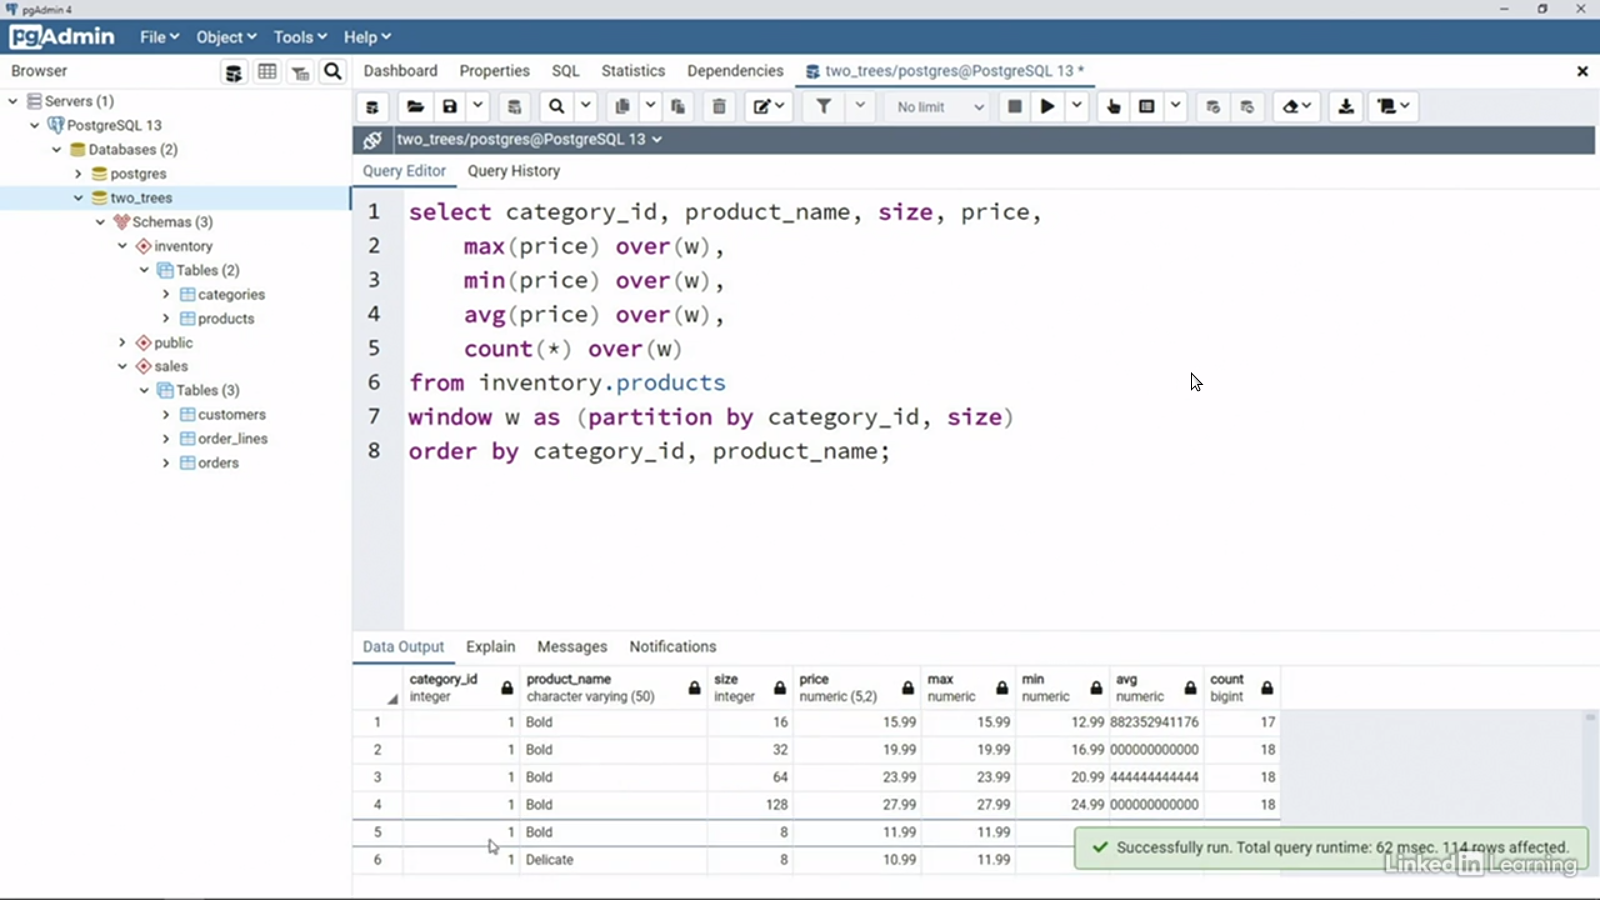 pgAdmin 4
pgAdmin File Object Tools Help
Browser
Dashboard Properties SQL Statistics Dependencies two_trees/postgres@PostgreSQL 13 *
No limit
two_trees/postgres@PostgreSQL 13
Servers (1)
PostgreSQL 13
Databases (2)
postgres
two_trees
Schemas (3)
inventory
Tables (2)
categories
products
public
sales
Tables (3)
customers
order_lines
orders
Query Editor Query History
1 select category_id, product_name, size, price,
2 max(price) over(w),
3 min(price) over(w),
4 avg(price) over(w),
5 count(*) over(w)
6 from inventory.products
7 window w as (partition by category_id, size)
8 order by category_id, product_name;
Data Output Explain Messages Notifications
category_id product_name size price max min avg count
integer character varying (50) integer numeric (5,2) numeric numeric numeric bigint
1 1 Bold 16 15.99 15.99 12.99 882352941176 17
2 1 Bold 32 19.99 19.99 16.99 000000000000 18
3 1 Bold 64 23.99 23.99 20.99 444444444444 18
4 1 Bold 128 27.99 27.99 24.99 000000000000 18
5 1 Bold 8 11.99 11.99
6 1 Delicate 8 10.99 11.99
Successfully run. Total query runtime: 62 msec. 114 rows affected.
Linked in Learning